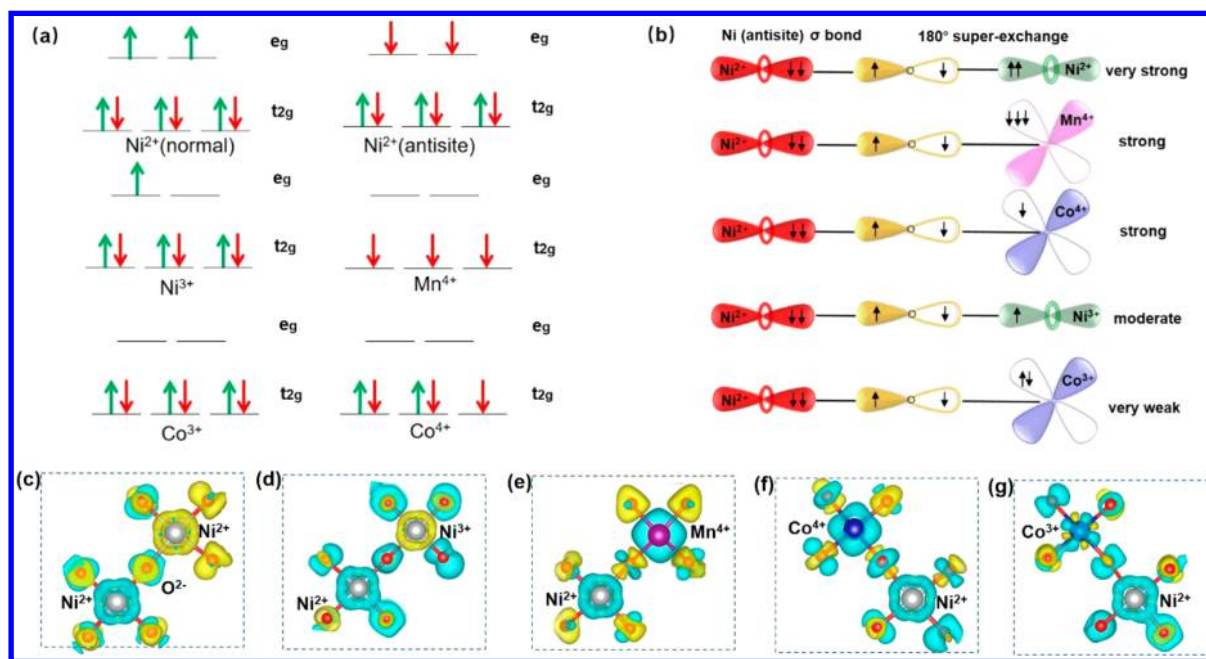 (a)
eg
eg
t2g
t2g
Ni2+(normal)
Ni2+(antisite)
eg
eg
t2g
t2g
Ni3+
Mn4+
eg
eg
t2g
t2g
Co3+
Co4+
(b)
Ni (antisite) σ bond 180° super-exchange
Ni2+ O Ni2+ very strong
Ni2+ O Mn4+ strong
Ni2+ O Co4+ strong
Ni2+ O Ni3+ moderate
Ni2+ O Co3+ very weak
(c)
Ni2+
O2-
Ni2+
(d)
Ni3+
Ni2+
(e)
Mn4+
Ni2+
(f)
Co4+
Ni2+
(g)
Co3+
Ni2+